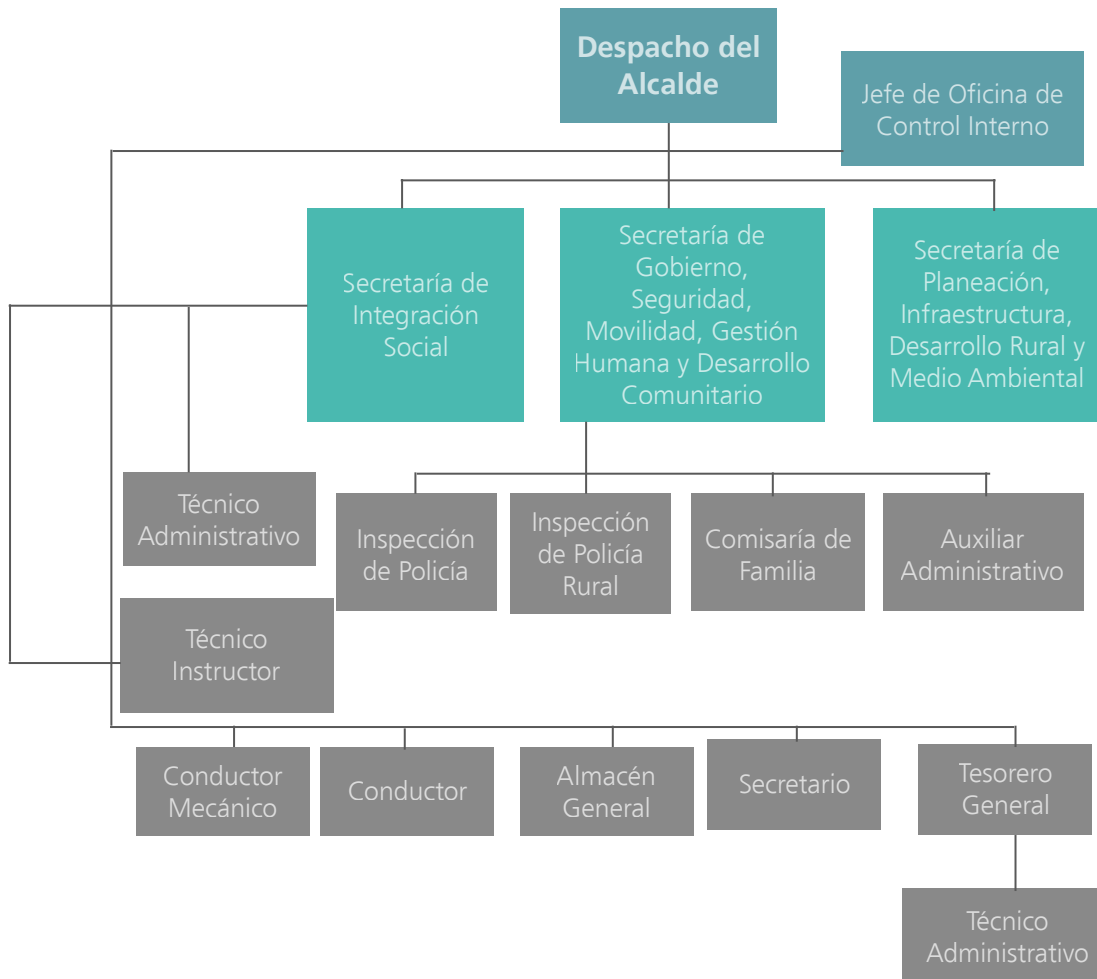 Despacho del
Alcalde
Jefe de Oficina de
Control Interno
Secretaría de
Integración
Social
Secretaría de
Gobierno,
Seguridad,
Movilidad, Gestión
Humana y Desarrollo
Comunitario
Secretaría de
Planeación,
Infraestructura,
Desarrollo Rural y
Medio Ambiental
Técnico
Administrativo
Inspección
de Policía
Inspección
de Policía
Rural
Comisaría de
Familia
Auxiliar
Administrativo
Técnico
Instructor
Conductor
Mecánico
Conductor
Almacén
General
Secretario
Tesorero
General
Técnico
Administrativo